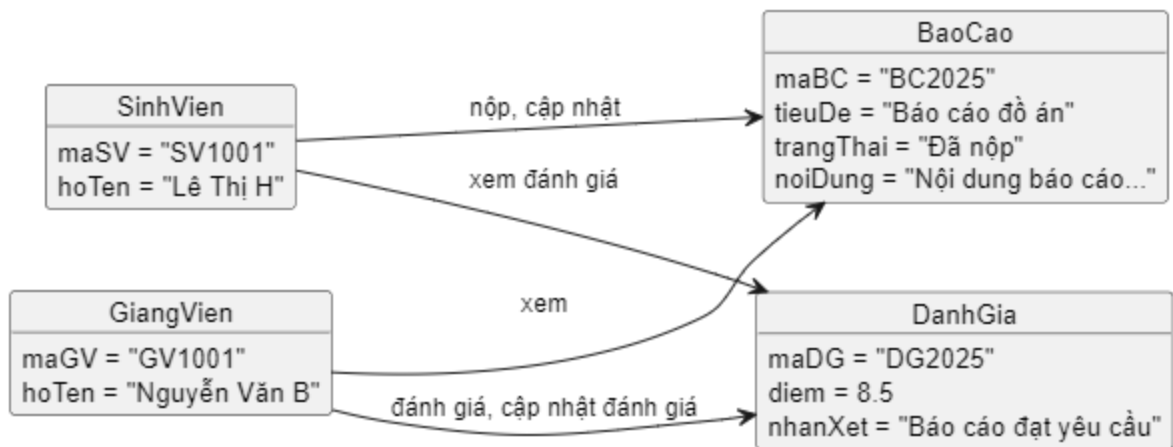 SinhVien
maSV = "SV1001"
hoTen = "Lê Thị H"
nộp, cập nhật
xem đánh giá
BaoCao
maBC = "BC2025"
tieuDe = "Báo cáo đồ án"
trangThai = "Đã nộp"
noiDung = "Nội dung báo cáo..."
GiangVien
maGV = "GV1001"
hoTen = "Nguyễn Văn B"
xem
đánh giá, cập nhật đánh giá
DanhGia
maDG = "DG2025"
diem = 8.5
nhanXet = "Báo cáo đạt yêu cầu"